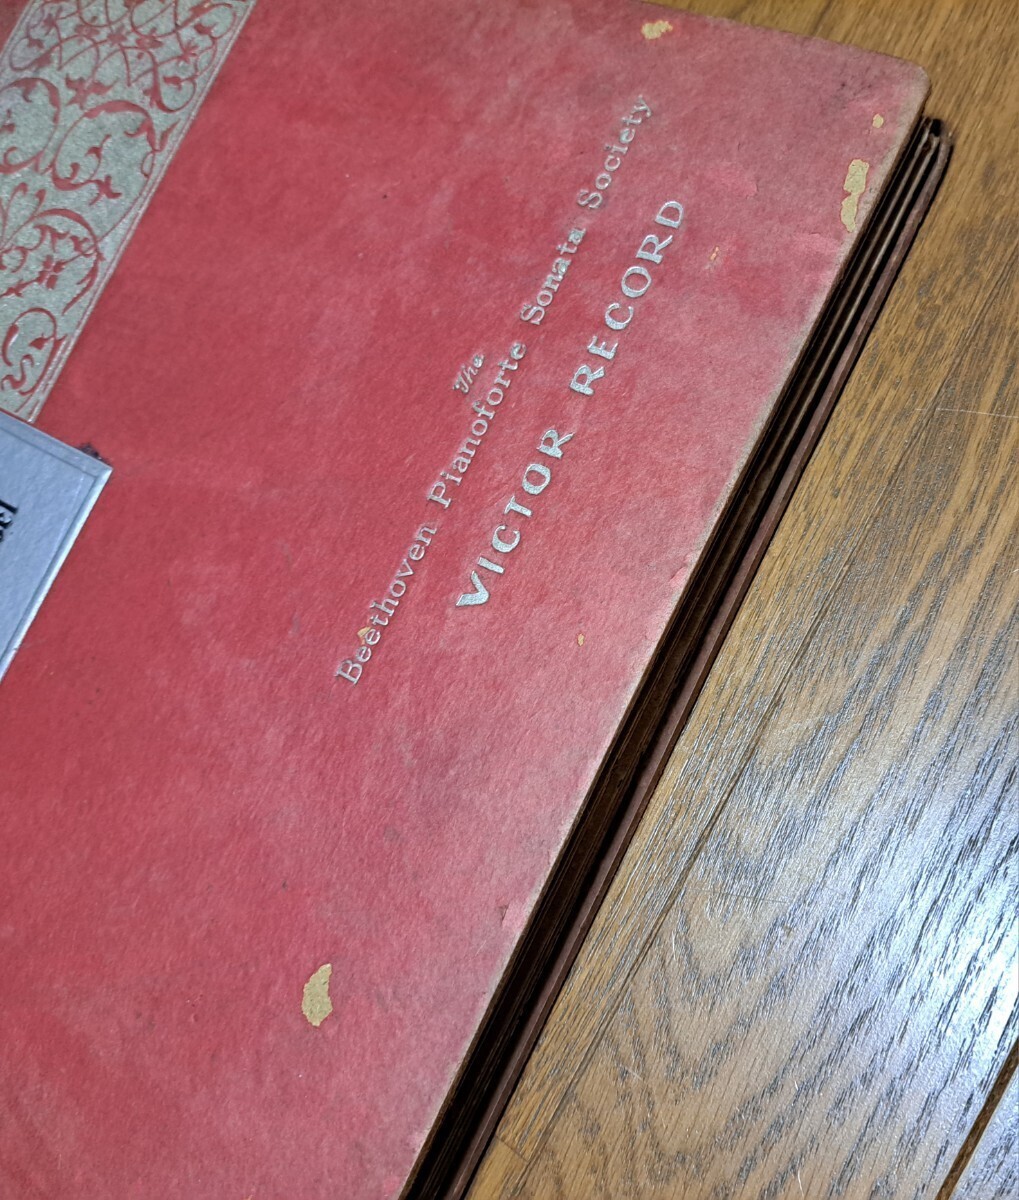 The
Beethoven Pianoforte Sonata Society
VICTOR RECORD